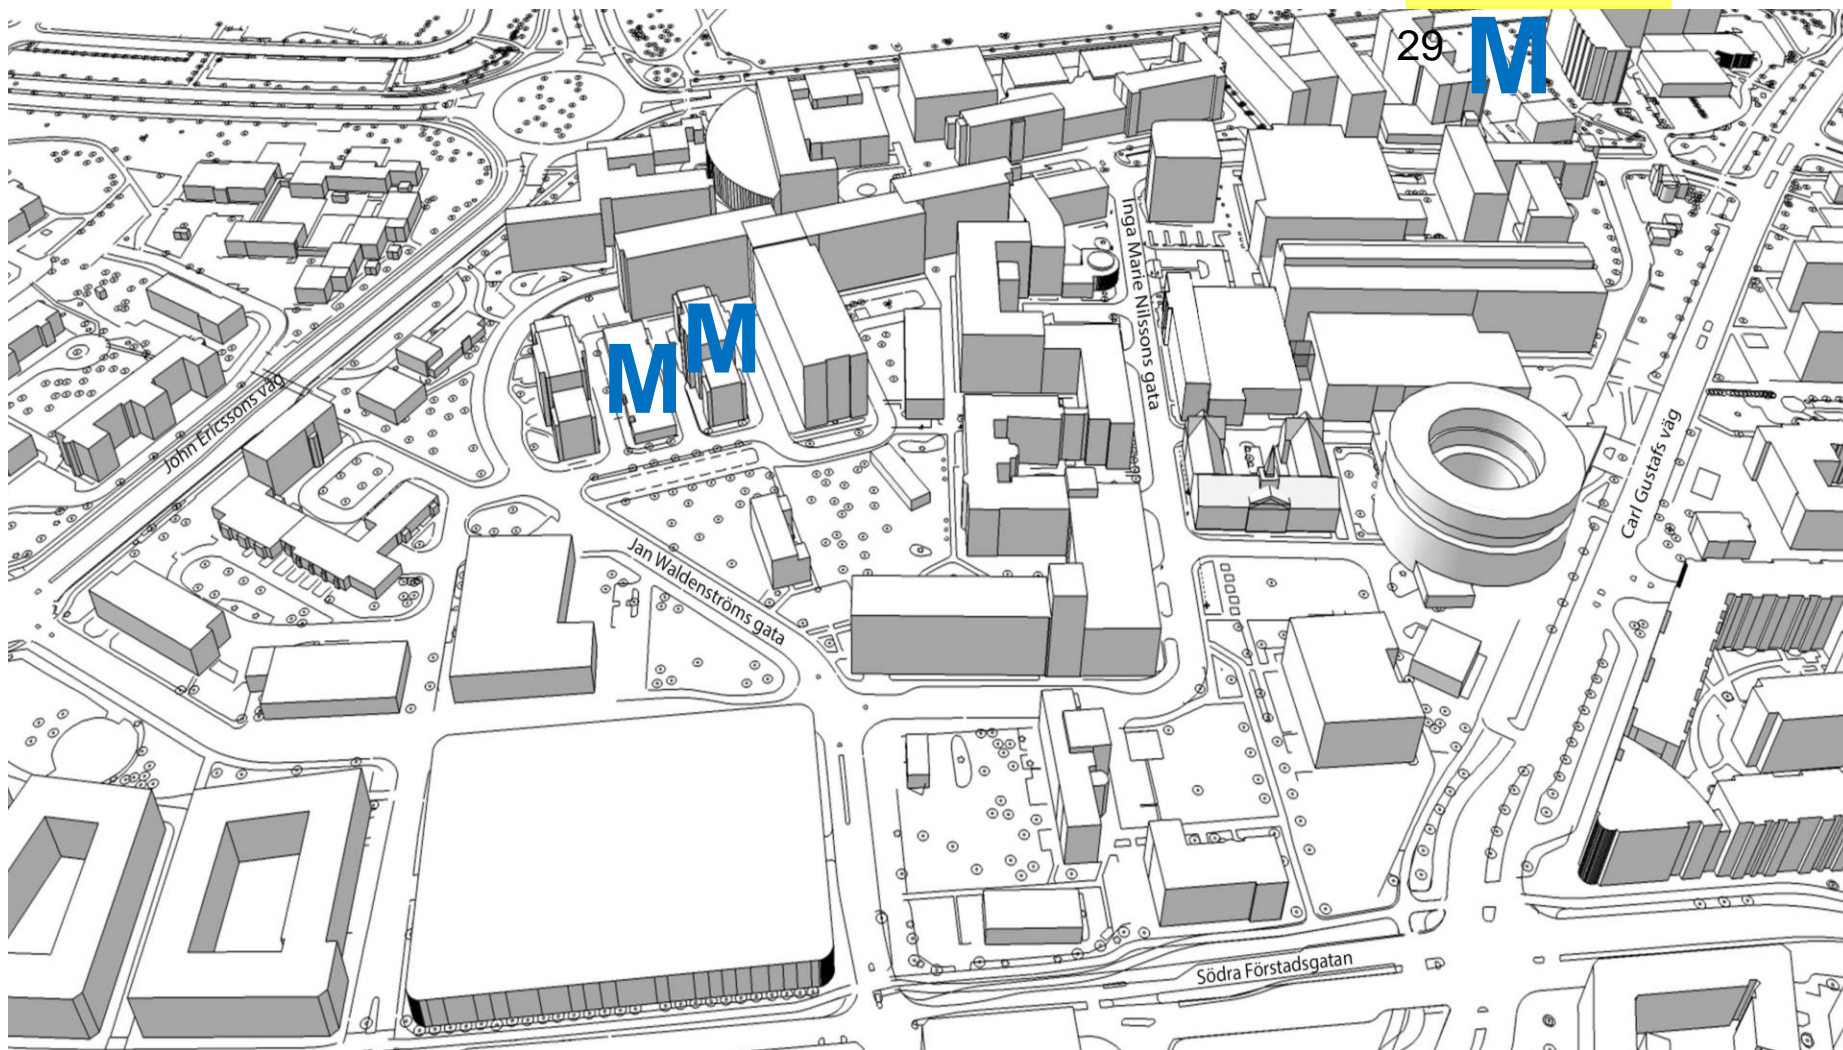 29 M
Inga Marie Nilssons gata
M
M
John Ericssons väg
Carl Gustafs väg
Jan Waldenströms gata
Södra Förstadsgatan